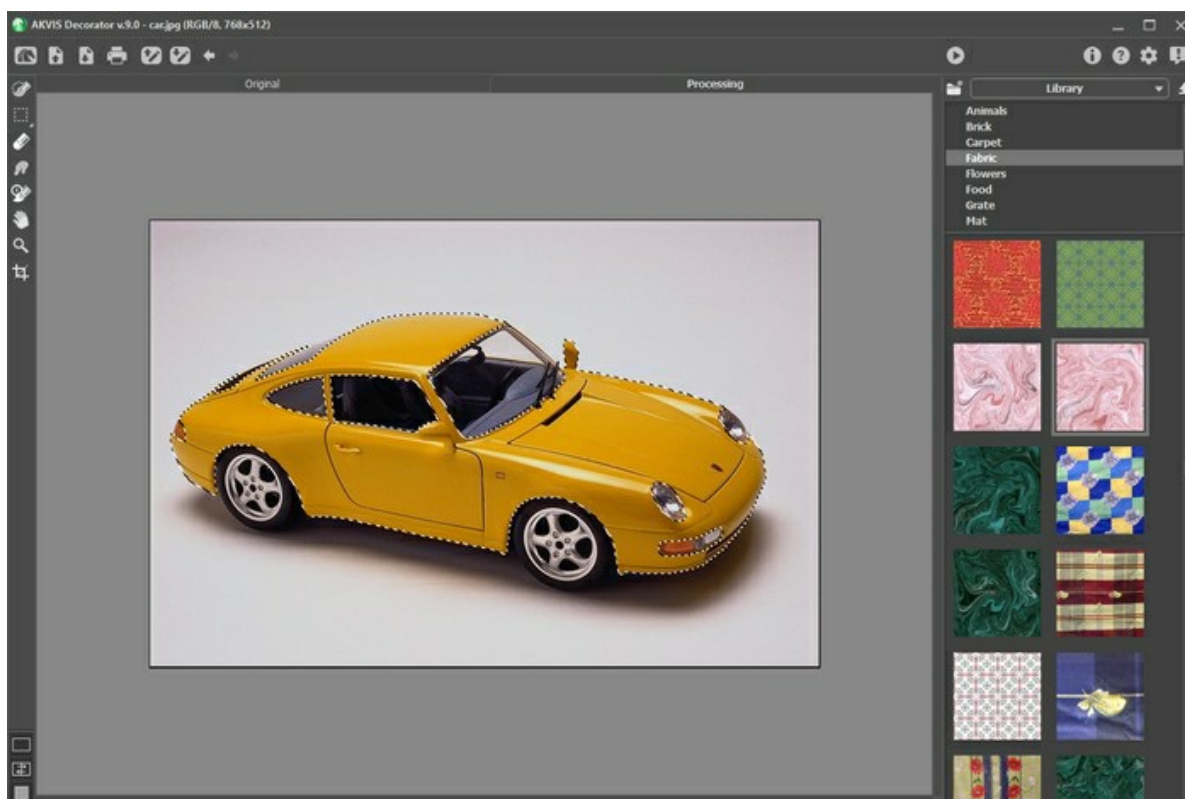 AKVIS Decorator v.9.0 - car.jpg (RGB/8, 768x512)
Original
Processing
Library
Animals
Brick
Carpet
Fabric
Flowers
Food
Grate
Mat